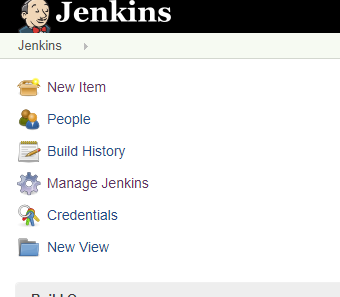 Jenkins
Jenkins
New Item
People
Build History
Manage Jenkins
Credentials
New View